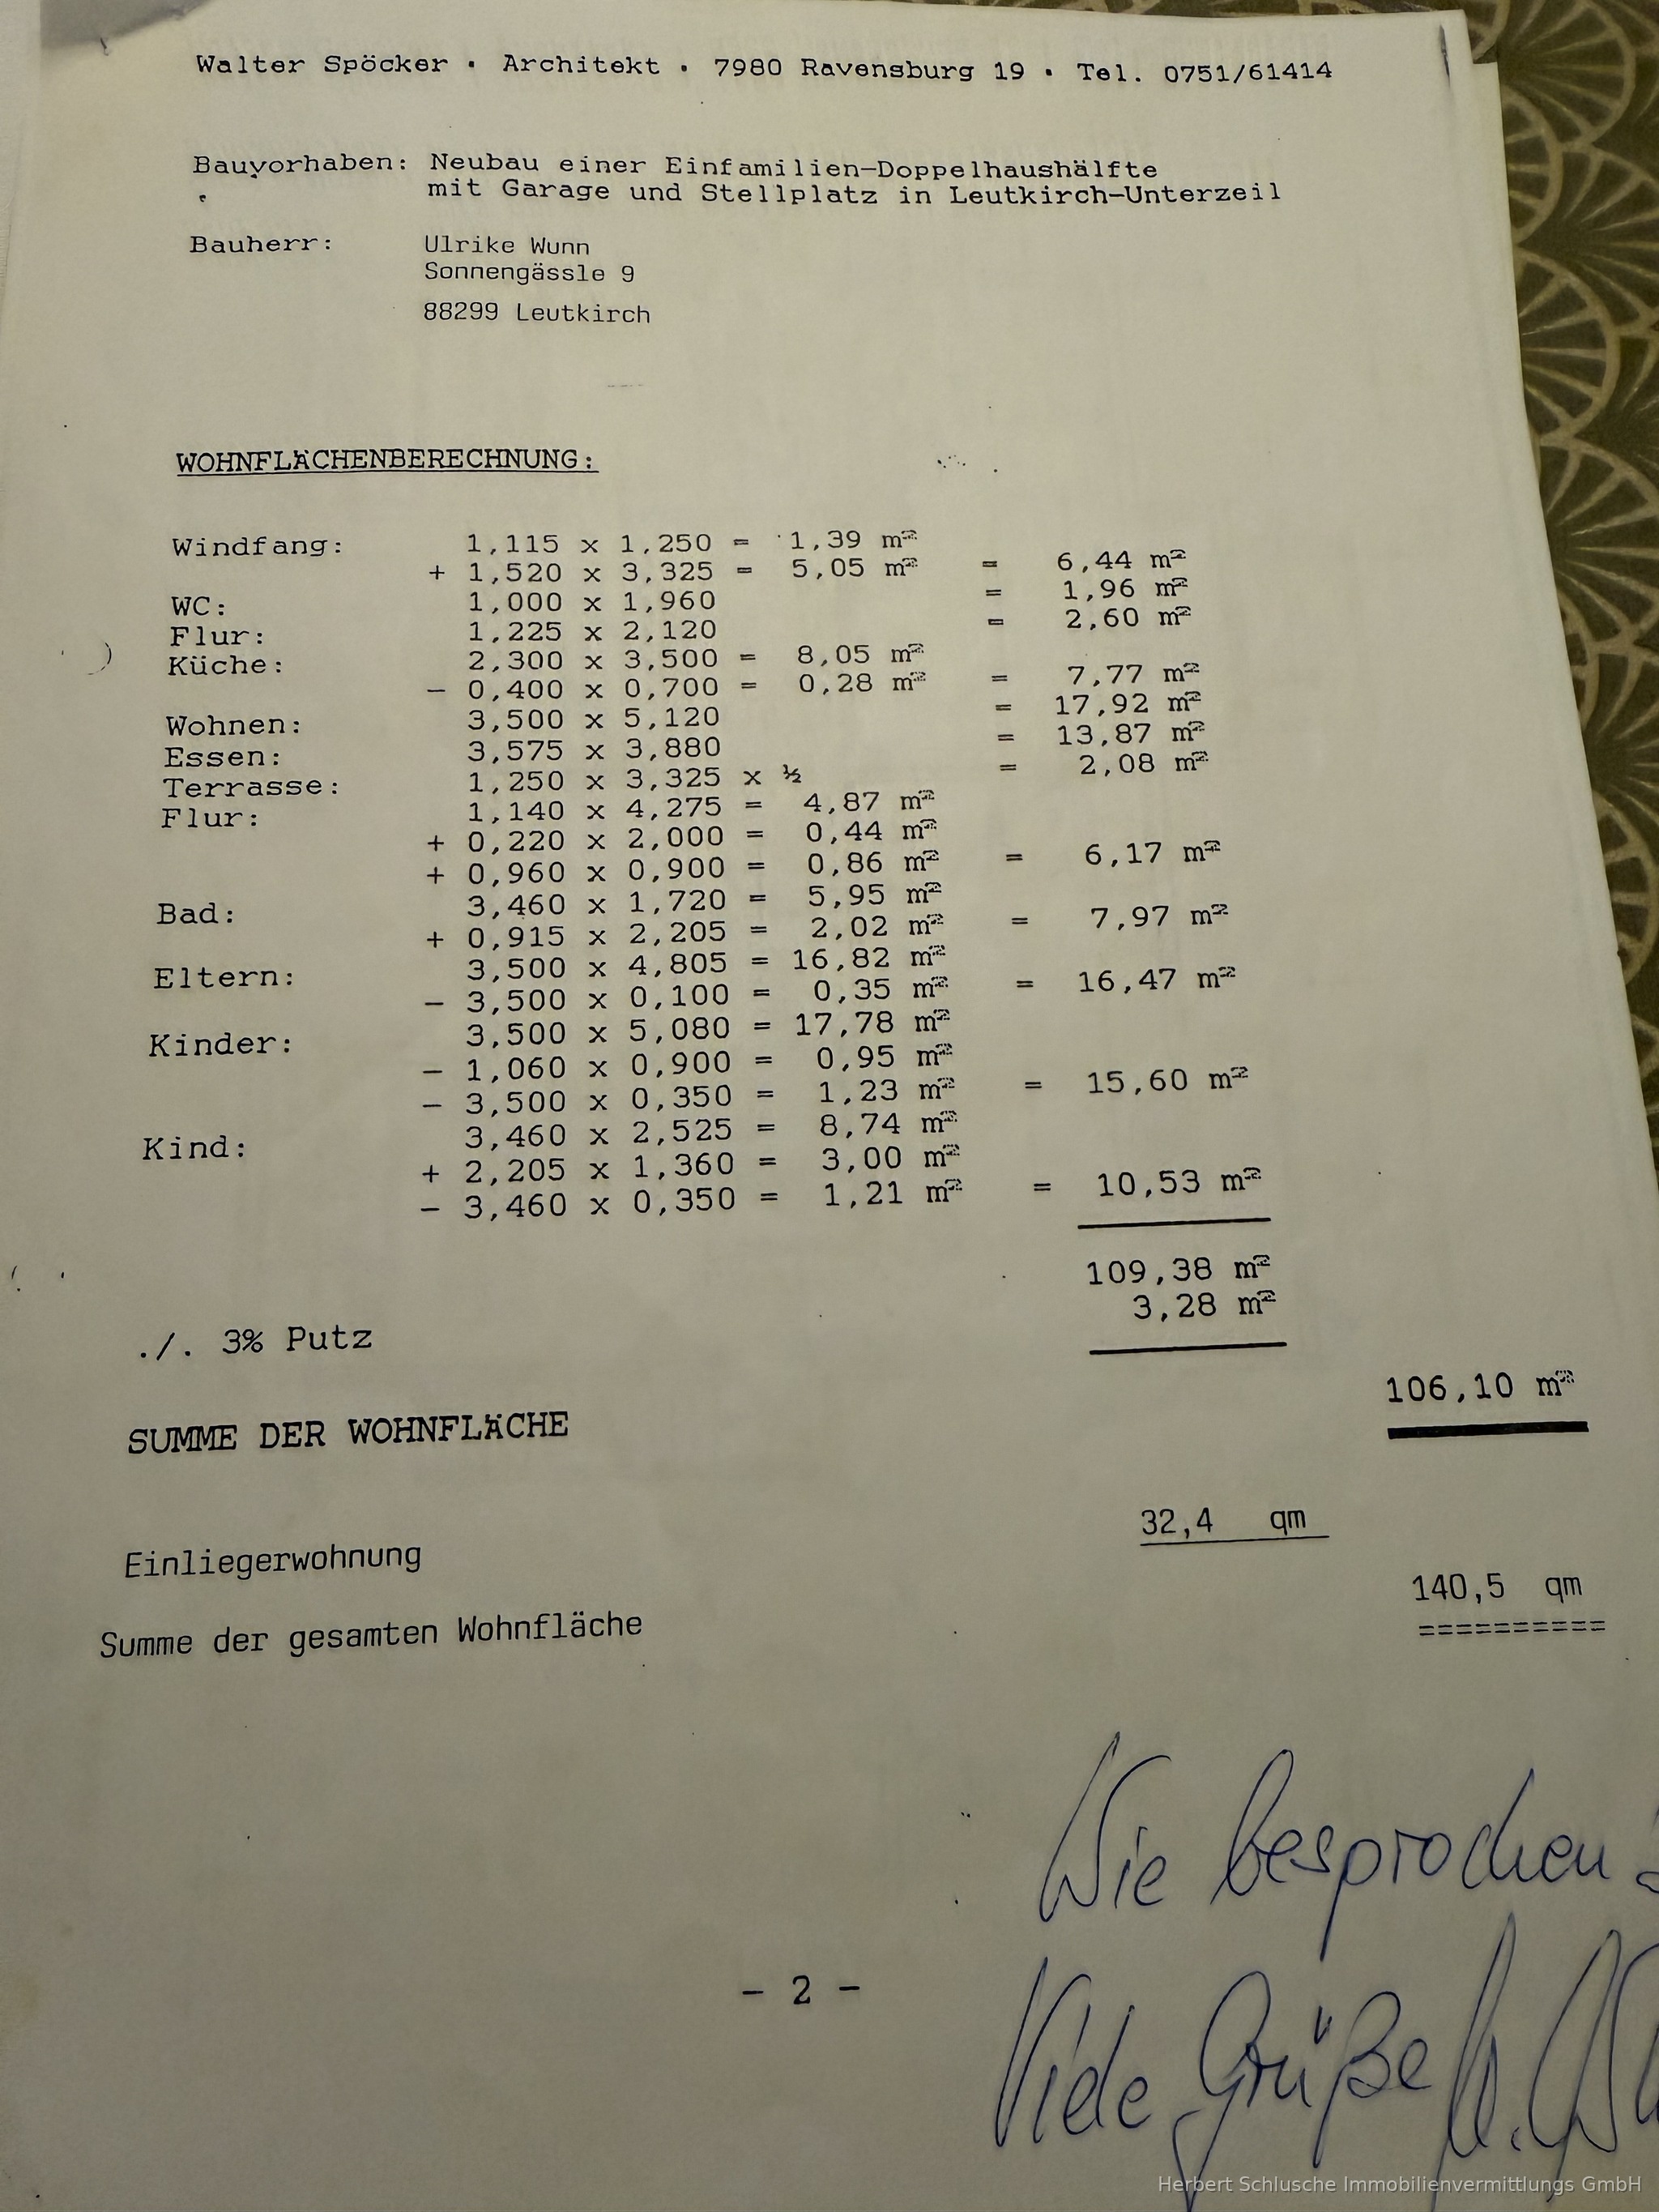 Walter Spöcker · Architekt · 7980 Ravensburg 19 · Tel. 0751/61414
Bauvorhaben: Neubau einer Einfamilien-Doppelhaushälfte
mit Garage und Stellplatz in Leutkirch-Unterzeil
Bauherr: Ulrike Wunn
Sonnengässle 9
88299 Leutkirch
WOHNFLÄCHENBERECHNUNG:
Windfang: 1,115 x 1,250 = 1,39 m²
+ 1,520 x 3,325 = 5,05 m² = 6,44 m²
WC: 1,000 x 1,960 = 1,96 m²
Flur: 1,225 x 2,120 = 2,60 m²
Küche: 2,300 x 3,500 = 8,05 m²
- 0,400 x 0,700 = 0,28 m² = 7,77 m²
Wohnen: 3,500 x 5,120 = 17,92 m²
Essen: 3,575 x 3,880 = 13,87 m²
Terrasse: 1,250 x 3,325 x ½ = 2,08 m²
Flur: 1,140 x 4,275 = 4,87 m²
+ 0,220 x 2,000 = 0,44 m²
+ 0,960 x 0,900 = 0,86 m² = 6,17 m²
Bad: 3,460 x 1,720 = 5,95 m²
+ 0,915 x 2,205 = 2,02 m² = 7,97 m²
Eltern: 3,500 x 4,805 = 16,82 m²
- 3,500 x 0,100 = 0,35 m² = 16,47 m²
Kinder: 3,500 x 5,080 = 17,78 m²
- 1,060 x 0,900 = 0,95 m²
- 3,500 x 0,350 = 1,23 m² = 15,60 m²
Kind: 3,460 x 2,525 = 8,74 m²
+ 2,205 x 1,360 = 3,00 m²
- 3,460 x 0,350 = 1,21 m² = 10,53 m²
109,38 m²
./. 3% Putz 3,28 m²
SUMME DER WOHNFLÄCHE 106,10 m²
Einliegerwohnung 32,4 qm
Summe der gesamten Wohnfläche 140,5 qm
==========
Wie besprochen
- 2 -
Viele Grüße
Herbert Schlusche Immobilienvermittlungs GmbH